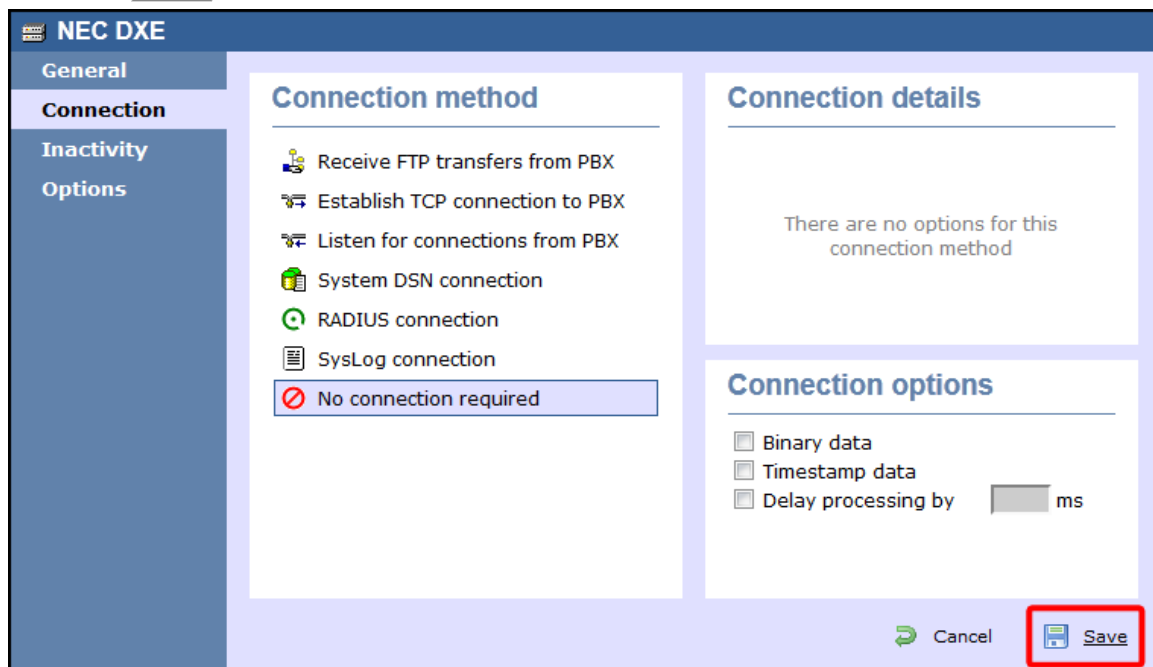 NEC DXE
General
Connection
Inactivity
Options
Connection method
Receive FTP transfers from PBX
Establish TCP connection to PBX
Listen for connections from PBX
System DSN connection
RADIUS connection
SysLog connection
No connection required
Connection details
There are no options for this
connection method
Connection options
Binary data
Timestamp data
Delay processing by ms
Cancel Save